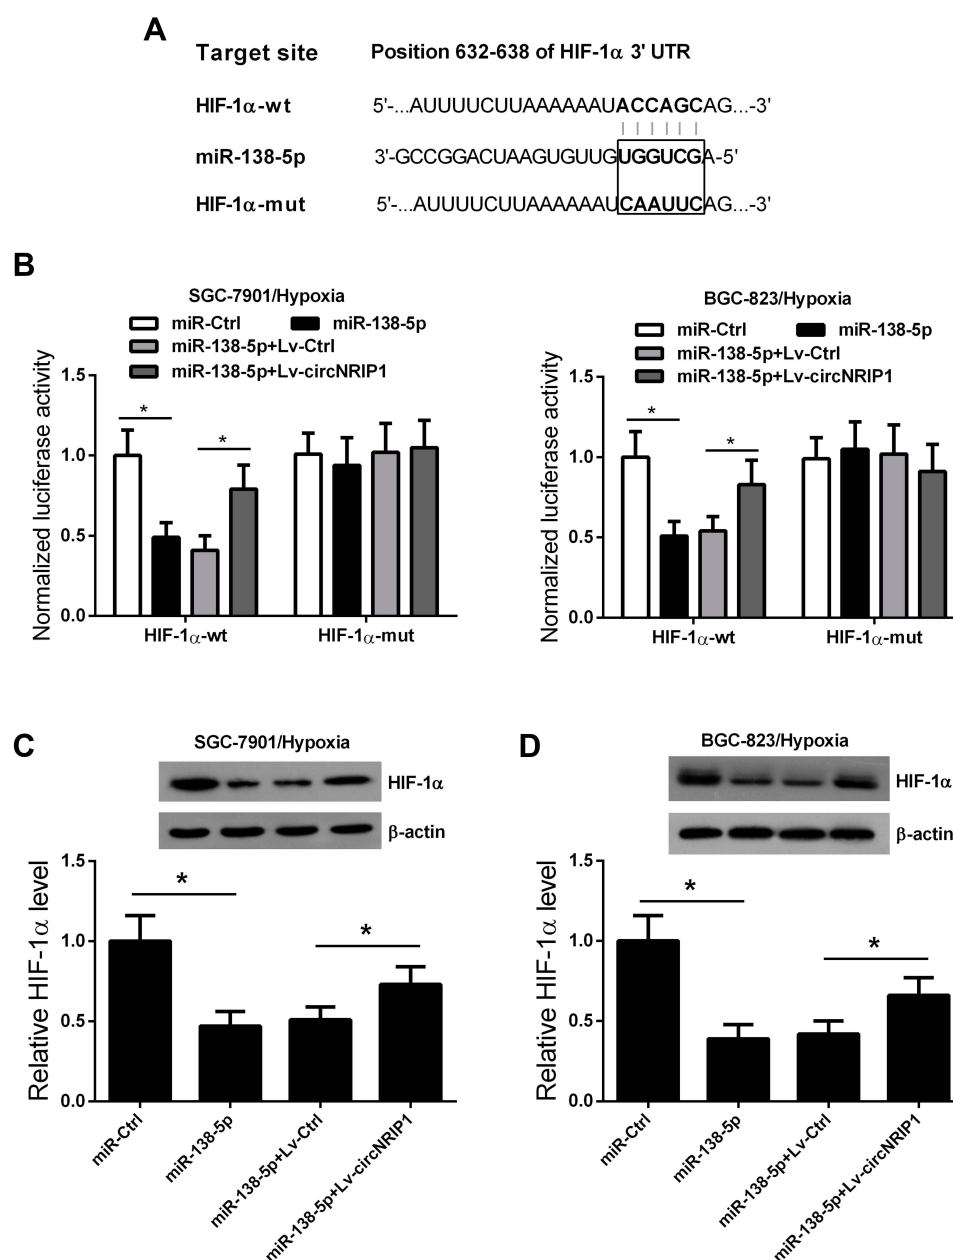 A
Target site Position 632-638 of HIF-1α 3' UTR
HIF-1α-wt 5'-...AUUUUCUUAAAAAAUACCAGCAG...-3'
miR-138-5p 3'-GCCGGACUAAGUGUUGUGGUCGA-5'
HIF-1α-mut 5'-...AUUUUCUUAAAAAAUCAAUUCAG...-3'
B
SGC-7901/Hypoxia
miR-Ctrl miR-138-5p
miR-138-5p+Lv-Ctrl
miR-138-5p+Lv-circNRIP1
Normalized luciferase activity
1.5
1.0
0.5
0.0
* *
HIF-1α-wt HIF-1α-mut
BGC-823/Hypoxia
miR-Ctrl miR-138-5p
miR-138-5p+Lv-Ctrl
miR-138-5p+Lv-circNRIP1
Normalized luciferase activity
1.5
1.0
0.5
0.0
* *
HIF-1α-wt HIF-1α-mut
C
SGC-7901/Hypoxia
HIF-1α
β-actin
Relative HIF-1α level
1.5
1.0
0.5
0.0
* *
miR-Ctrl
miR-138-5p
miR-138-5p+Lv-Ctrl
miR-138-5p+Lv-circNRIP1
D
BGC-823/Hypoxia
HIF-1α
β-actin
Relative HIF-1α level
1.5
1.0
0.5
0.0
* *
miR-Ctrl
miR-138-5p
miR-138-5p+Lv-Ctrl
miR-138-5p+Lv-circNRIP1